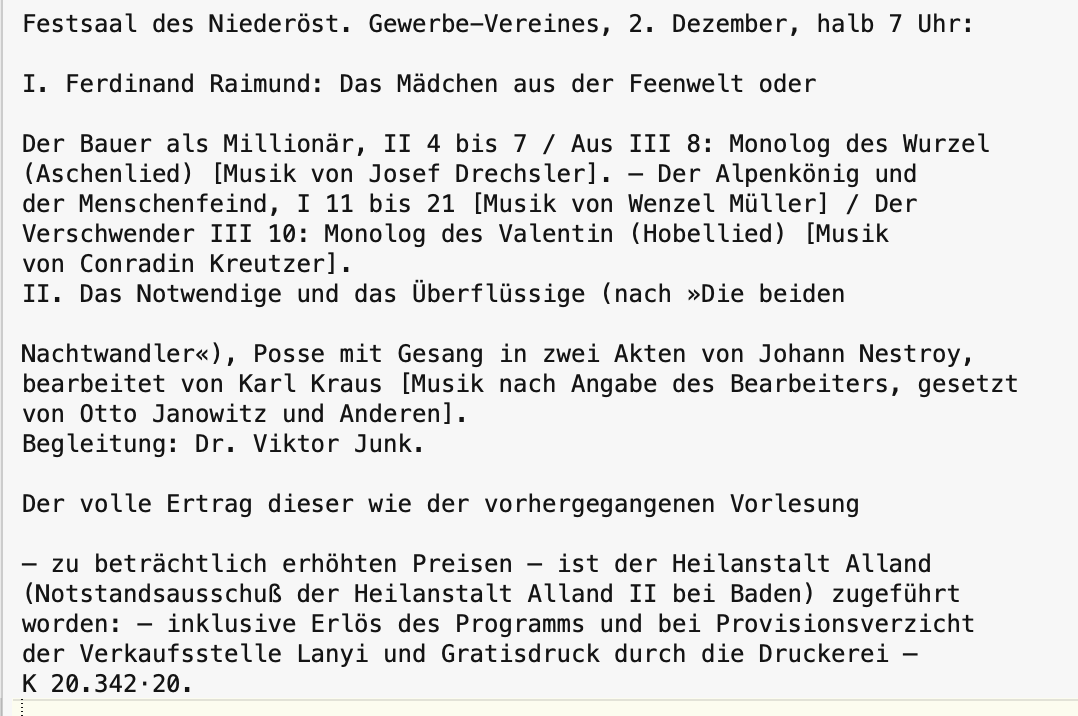 Festsaal des Niederöst. Gewerbe-Vereines, 2. Dezember, halb 7 Uhr:
I. Ferdinand Raimund: Das Mädchen aus der Feenwelt oder
Der Bauer als Millionär, II 4 bis 7 / Aus III 8: Monolog des Wurzel
(Aschenlied) [Musik von Josef Drechsler]. — Der Alpenkönig und
der Menschenfeind, I 11 bis 21 [Musik von Wenzel Müller] / Der
Verschwender III 10: Monolog des Valentin (Hobellied) [Musik
von Conradin Kreutzer].
II. Das Notwendige und das Überflüssige (nach »Die beiden
Nachtwandler«), Posse mit Gesang in zwei Akten von Johann Nestroy,
bearbeitet von Karl Kraus [Musik nach Angabe des Bearbeiters, gesetzt
von Otto Janowitz und Anderen].
Begleitung: Dr. Viktor Junk.
Der volle Ertrag dieser wie der vorhergegangenen Vorlesung
— zu beträchtlich erhöhten Preisen — ist der Heilanstalt Alland
(Notstandsausschuß der Heilanstalt Alland II bei Baden) zugeführt
worden: — inklusive Erlös des Programms und bei Provisionsverzicht
der Verkaufsstelle Lanyi und Gratisdruck durch die Druckerei —
K 20.342·20.